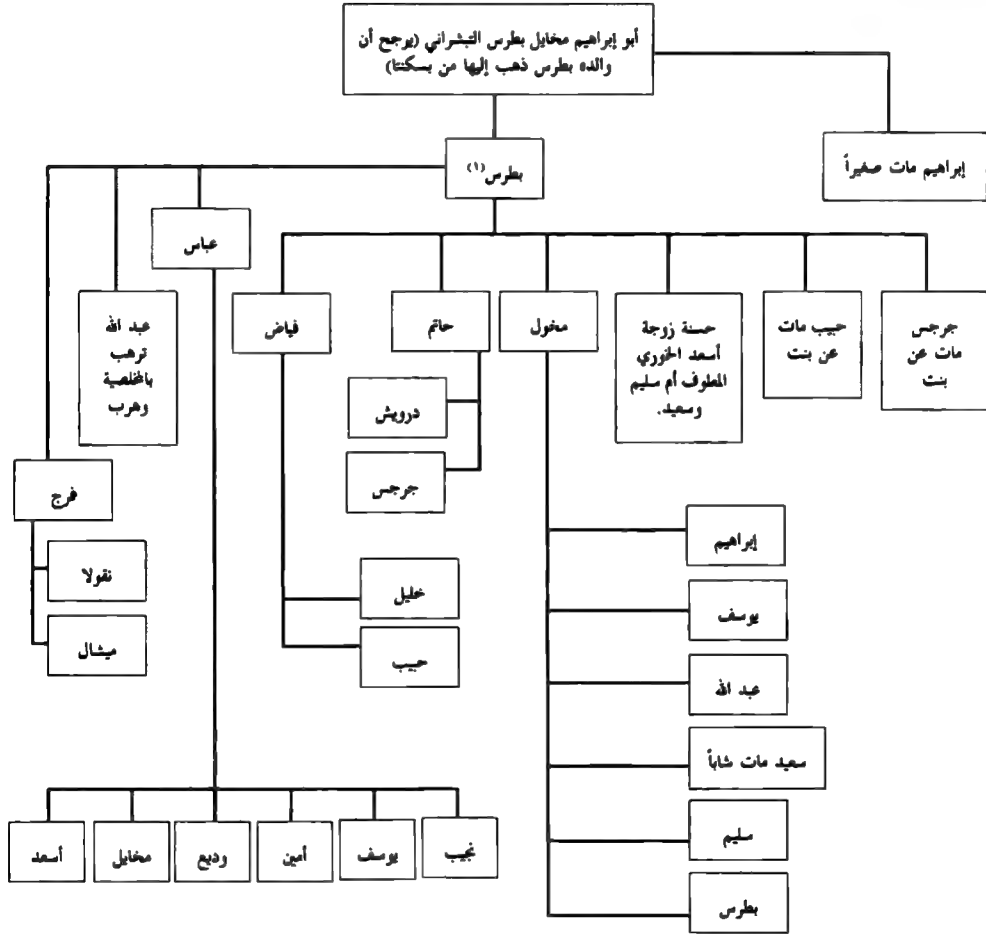 أبو إبراهيم مخايل بطرس التبشراني (يرجح أن
والده بطرس ذهب إليها من بسكنتا)
إبراهيم مات صغيراً
بطرس (١)
عباس
جرجس
مات عن
بنت
حبيب مات
عن بنت
حسنة زوجة
أسعد الخوري
المعلوف أم سليم
وسعيد.
مخول
حاتم
فياض
عبد الله
ترهب
بالمخلصية
وهرب
درويش
جرجس
فرج
إبراهيم
نقولا
خليل
يوسف
ميشال
حبيب
عبد الله
سعيد مات شاباً
سليم
نجيب
يوسف
أمين
وديع
مخايل
أسعد
بطرس